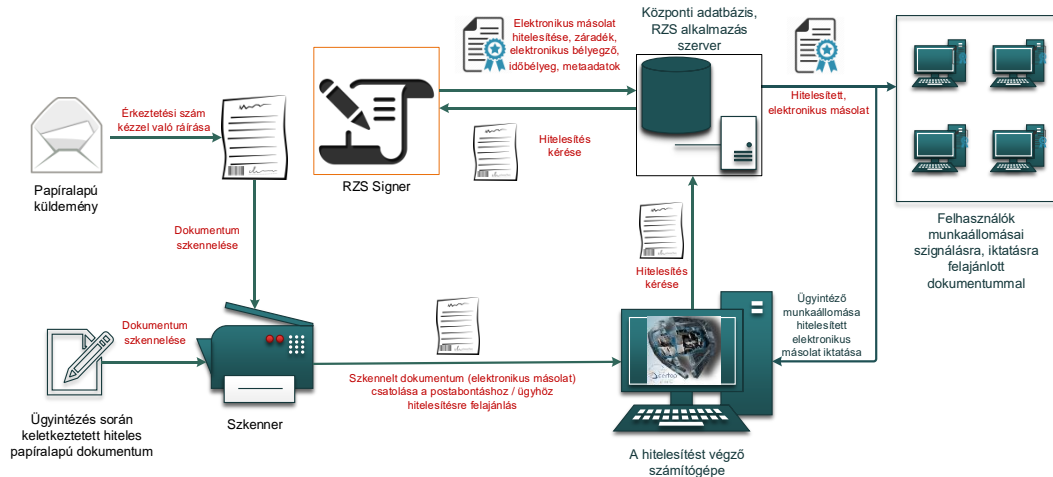 Elektronikus másolat
hitelesítése, záradék,
elektronikus bélyegző,
időbélyeg, metaadatok
Központi adatbázis,
RZS alkalmazás
szerver
Érkeztetési szám
kézzel való ráírása
Hitelesített,
elektronikus másolat
Hitelesítés
kérése
Papíralapú
küldemény
RZS Signer
Felhasználók
munkaállomásai
szignálásra, iktatásra
felajánlott
dokumentummal
Dokumentum
szkennelése
Hitelesítés
kérése
Dokumentum
szkennelése
Ügyintéző
munkaállomása
hitelesített
elektronikus
másolat iktatása
Szkennelt dokumentum (elektronikus másolat)
csatolása a postabontáshoz / ügyhöz
hitelesítésre felajánlás
Ügyintézés során
keletkeztetett hiteles
papíralapú dokumentum
Szkenner
A hitelesítést végző
számítógépe